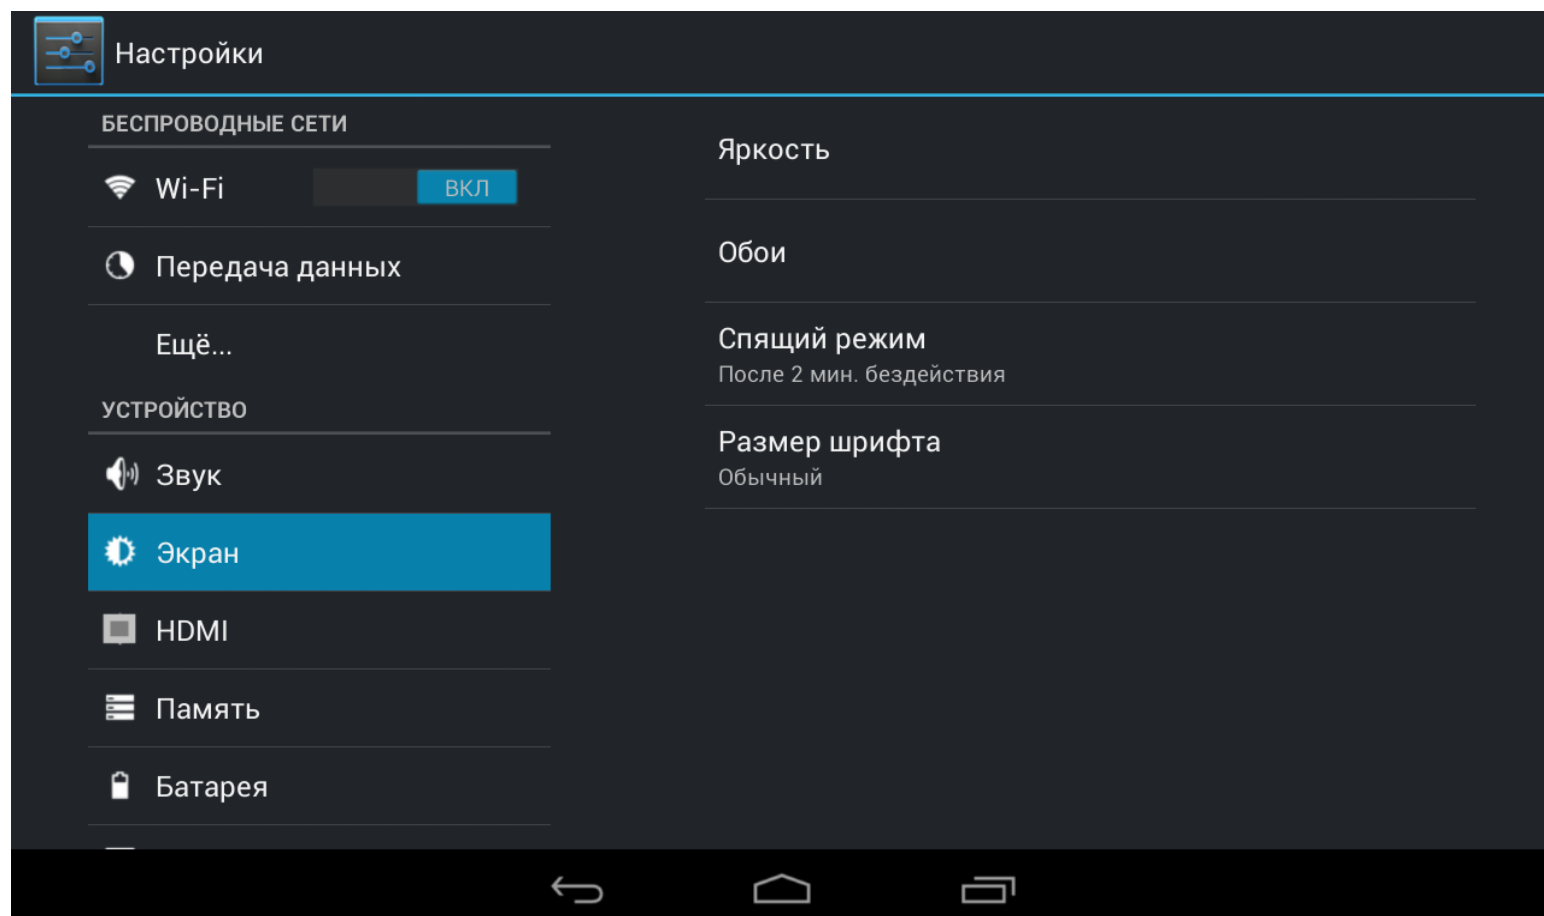 Настройки
БЕСПРОВОДНЫЕ СЕТИ
Wi-Fi
ВКЛ
Передача данных
Ещё...
УСТРОЙСТВО
Звук
Экран
HDMI
Память
Батарея
Яркость
Обои
Спящий режим
После 2 мин. бездействия
Размер шрифта
Обычный